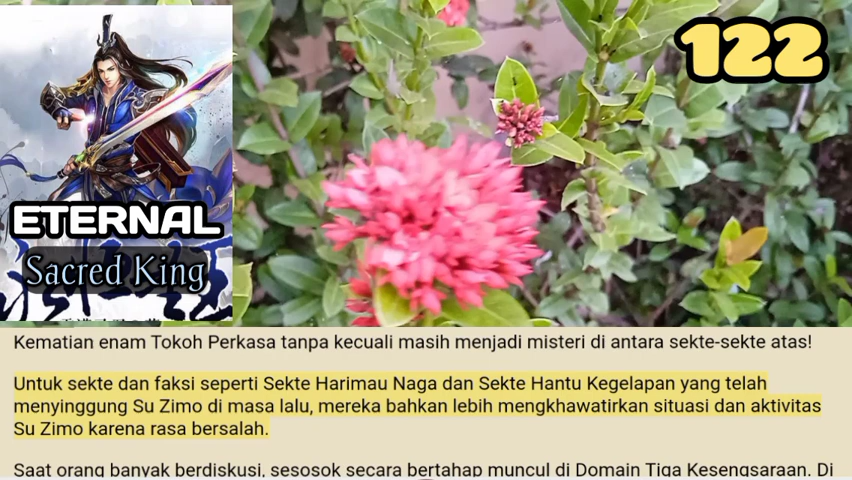 122
ETERNAL
Sacred King
Kematian enam Tokoh Perkasa tanpa kecuali masih menjadi misteri di antara sekte-sekte atas!
Untuk sekte dan faksi seperti Sekte Harimau Naga dan Sekte Hantu Kegelapan yang telah
menyinggung Su Zimo di masa lalu, mereka bahkan lebih mengkhawatirkan situasi dan aktivitas
Su Zimo karena rasa bersalah.
Saat orang banyak berdiskusi, sesosok secara bertahap muncul di Domain Tiga Kesengsaraan. Di